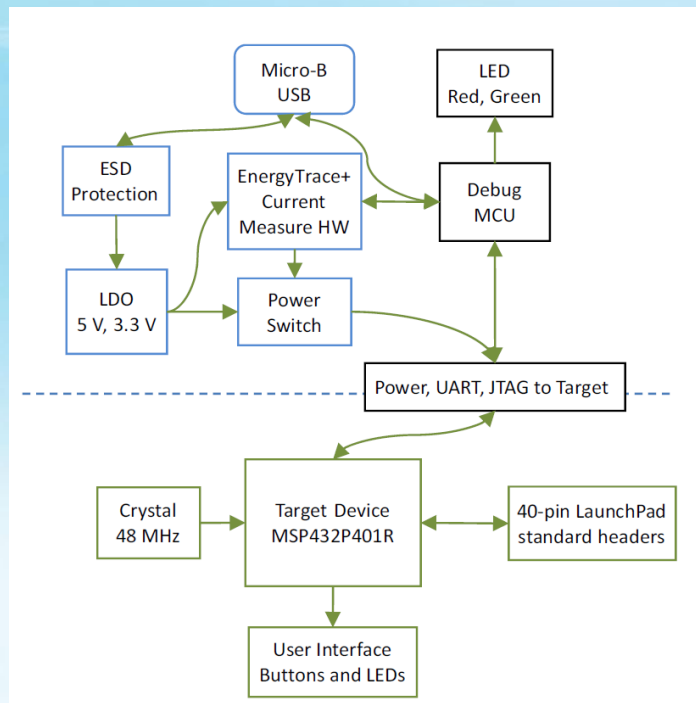 Micro-B
USB
LED
Red, Green
ESD
Protection
EnergyTrace+
Current
Measure HW
Debug
MCU
LDO
5 V, 3.3 V
Power
Switch
Power, UART, JTAG to Target
Crystal
48 MHz
Target Device
MSP432P401R
40-pin LaunchPad
standard headers
User Interface
Buttons and LEDs